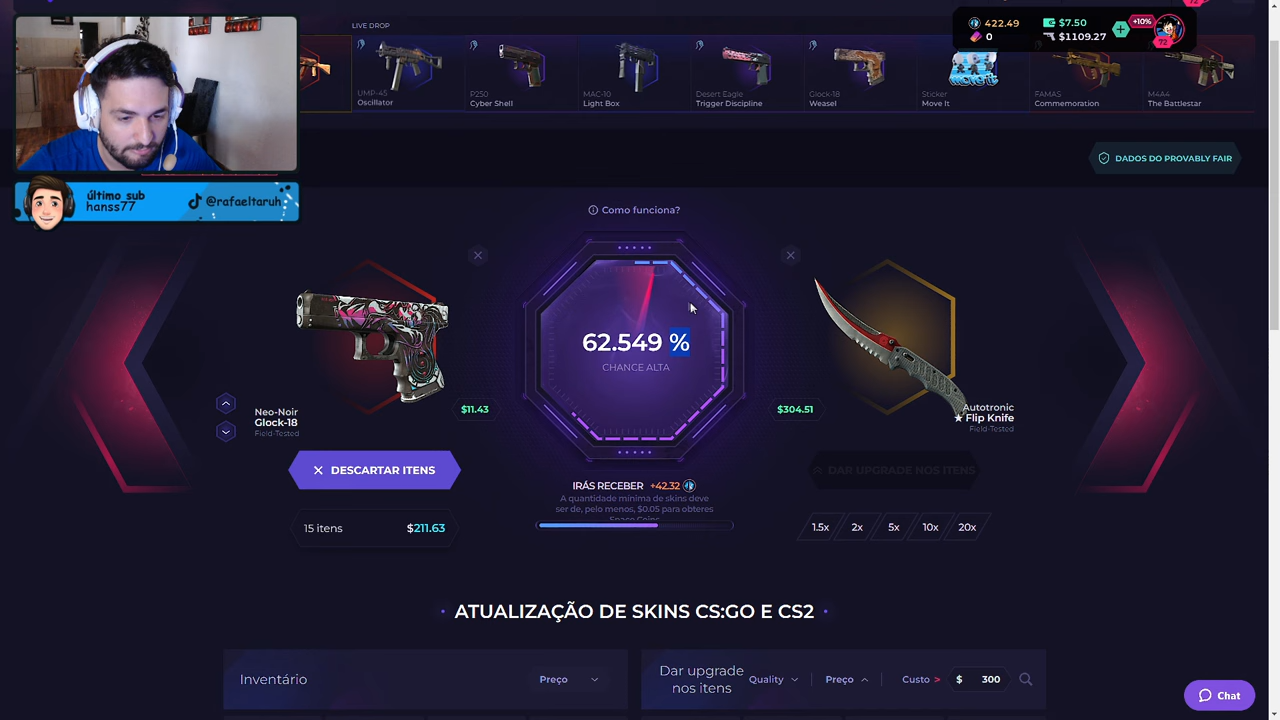 LIVE DROP
422.49
$7.50
0
$1109.27
+10%
72
72
UMP-45
Oscillator
P250
Cyber Shell
MAC-10
Light Box
Desert Eagle
Trigger Discipline
Glock-18
Weasel
Sticker
Move It
FAMAS
Commemoration
M4A4
The Battlestar
DADOS DO PROVABLY FAIR
último_sub
hanss77
@rafaeltaruh
Como funciona?
62.549 %
CHANCE ALTA
Neo-Noir
Glock-18
Field-Tested
$11.43
$304.51
Autotronic
★ Flip Knife
Field-Tested
DESCARTAR ITENS
DAR UPGRADE NOS ITENS
IRÁS RECEBER +42.32
A quantidade mínima de skins deve
ser de, pelo menos, $0.05 para obteres
Space Coins
15 itens
$211.63
1.5x
2x
5x
10x
20x
ATUALIZAÇÃO DE SKINS CS:GO E CS2
Inventário
Preço
Dar upgrade
nos itens
Quality
Preço
Custo >
$ 300
Chat